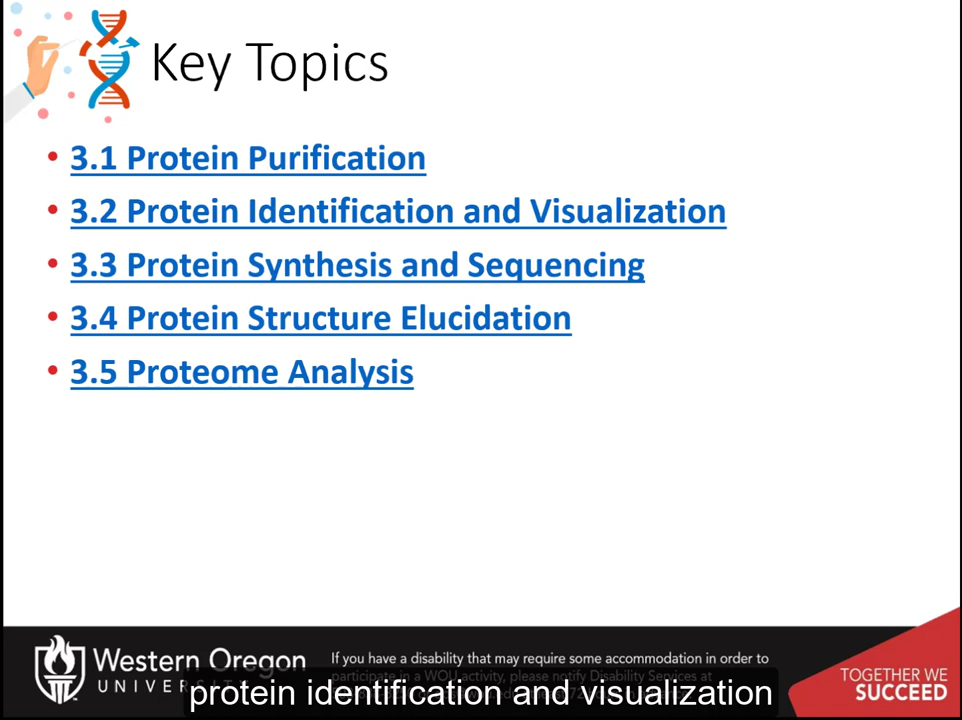 Key Topics
• 3.1 Protein Purification
• 3.2 Protein Identification and Visualization
• 3.3 Protein Synthesis and Sequencing
• 3.4 Protein Structure Elucidation
• 3.5 Proteome Analysis
Western Oregon
UNIVERSITY
If you have a disability that may require some accommodation in order to
participate in a WOU activity, please notify Disability Services at
TOGETHER WE
SUCCEED
protein identification and visualization